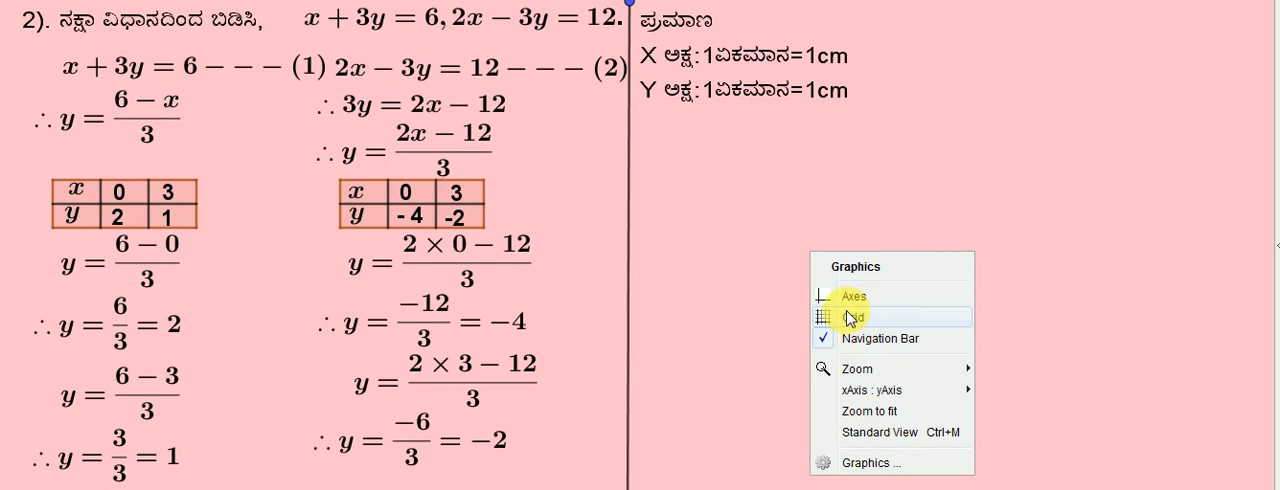 2). ನಕ್ಷಾ ವಿಧಾನದಿಂದ ಬಿಡಿಸಿ, x + 3y = 6, 2x − 3y = 12.
x + 3y = 6 − − − (1) 2x − 3y = 12 − − − (2)
∴ y = (6 − x)/3
x 0 3
y 2 1
y = (6 − 0)/3
∴ y = 6/3 = 2
y = (6 − 3)/3
∴ y = 3/3 = 1
∴ 3y = 2x − 12
∴ y = (2x − 12)/3
x 0 3
y - 4 -2
y = (2 × 0 − 12)/3
∴ y = −12/3 = −4
y = (2 × 3 − 12)/3
∴ y = −6/3 = −2
ಪ್ರಮಾಣ
X ಅಕ್ಷ:1ಏಕಮಾನ=1cm
Y ಅಕ್ಷ:1ಏಕಮಾನ=1cm
Graphics
Axes
Navigation Bar
Zoom
xAxis : yAxis
Zoom to fit
Standard View Ctrl+M
Graphics ...